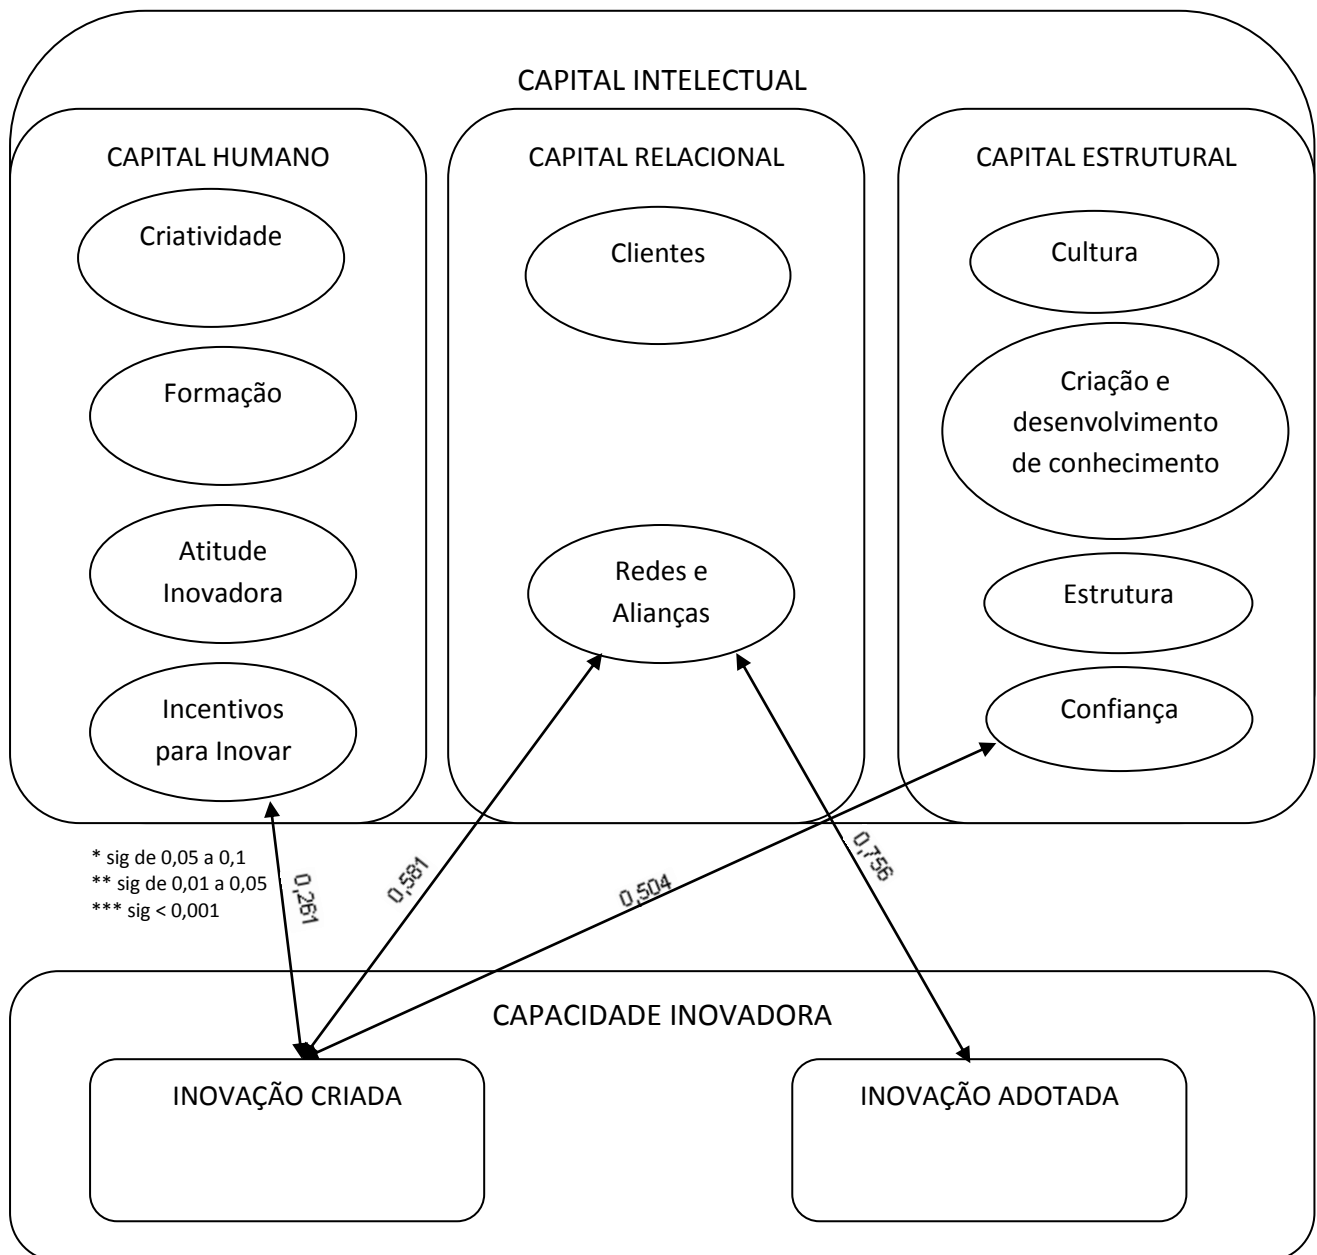 CAPITAL INTELECTUAL
CAPITAL HUMANO
Criatividade
Formação
Atitude
Inovadora
Incentivos
para Inovar
CAPITAL RELACIONAL
Clientes
Redes e
Alianças
CAPITAL ESTRUTURAL
Cultura
Criação e
desenvolvimento
de conhecimento
Estrutura
Confiança
* sig de 0,05 a 0,1
** sig de 0,01 a 0,05
*** sig < 0,001
0,261
0,581
0,504
0,756
CAPACIDADE INOVADORA
INOVAÇÃO CRIADA
INOVAÇÃO ADOTADA